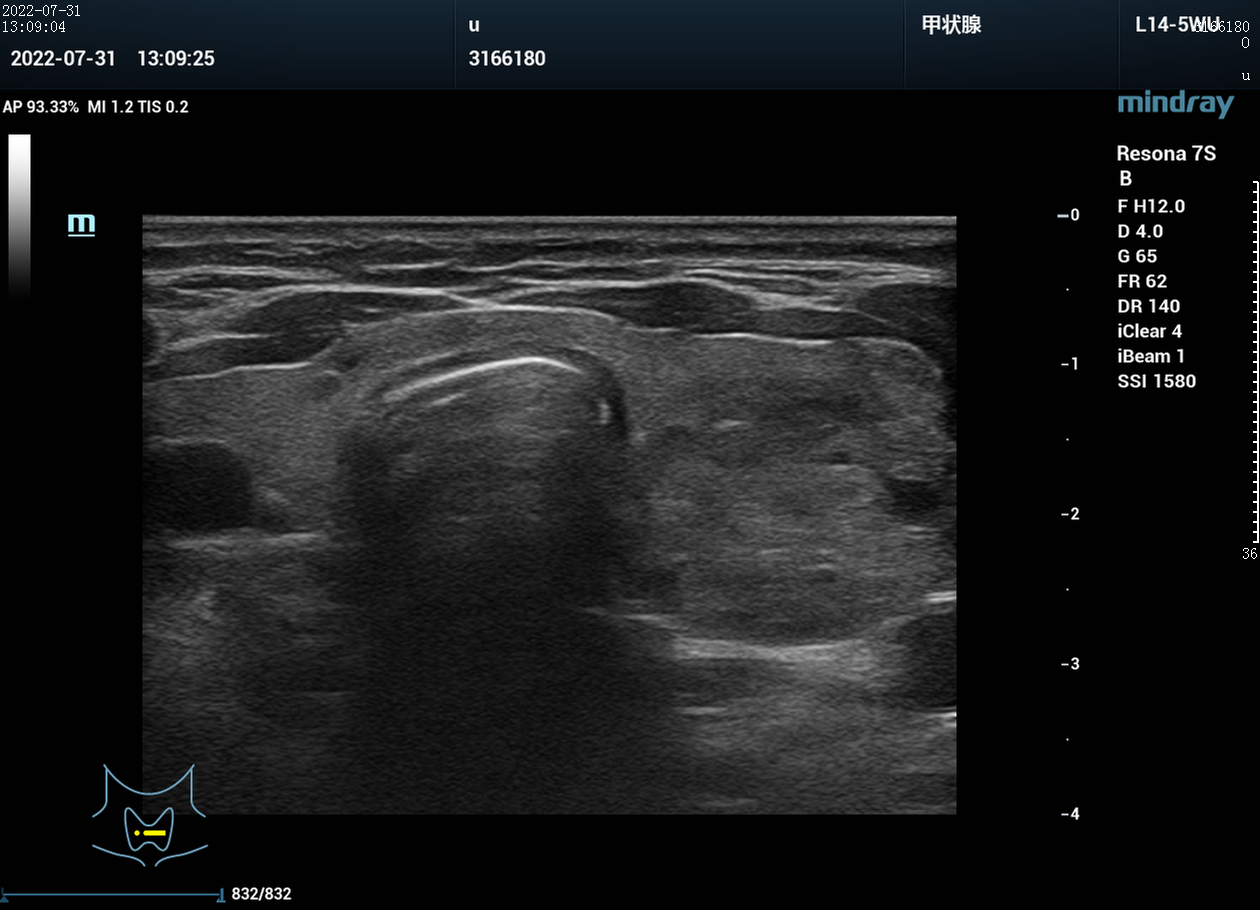 2022-07-31
13:09:04
2022-07-31 13:09:25
u
3166180
甲状腺
L14-5WU
3166180
0
u
AP 93.33% MI 1.2 TIS 0.2
mindray
Resona 7S
B
F H12.0
D 4.0
G 65
FR 62
DR 140
iClear 4
iBeam 1
SSI 1580
m
0
-1
-2
-3
-4
36
832/832